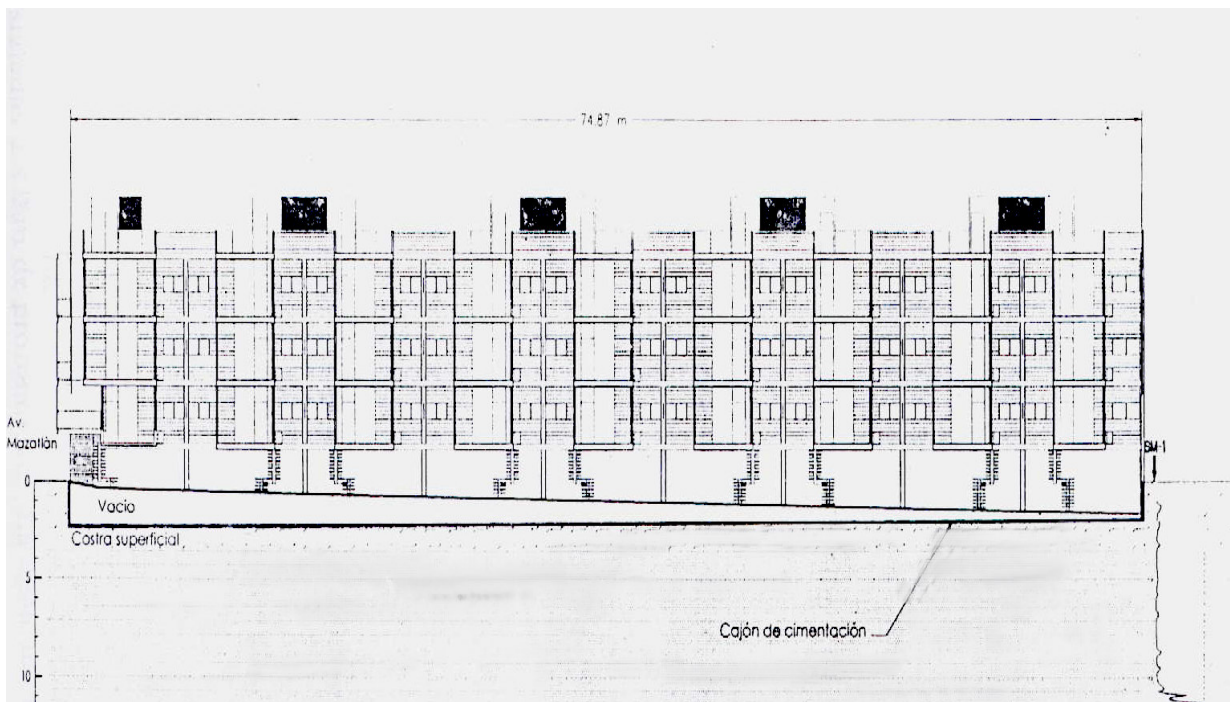 74.87 m
Av.
Mazatlán
BM-1
0
Vacío
Costra superficial
5
Cajón de cimentación
10